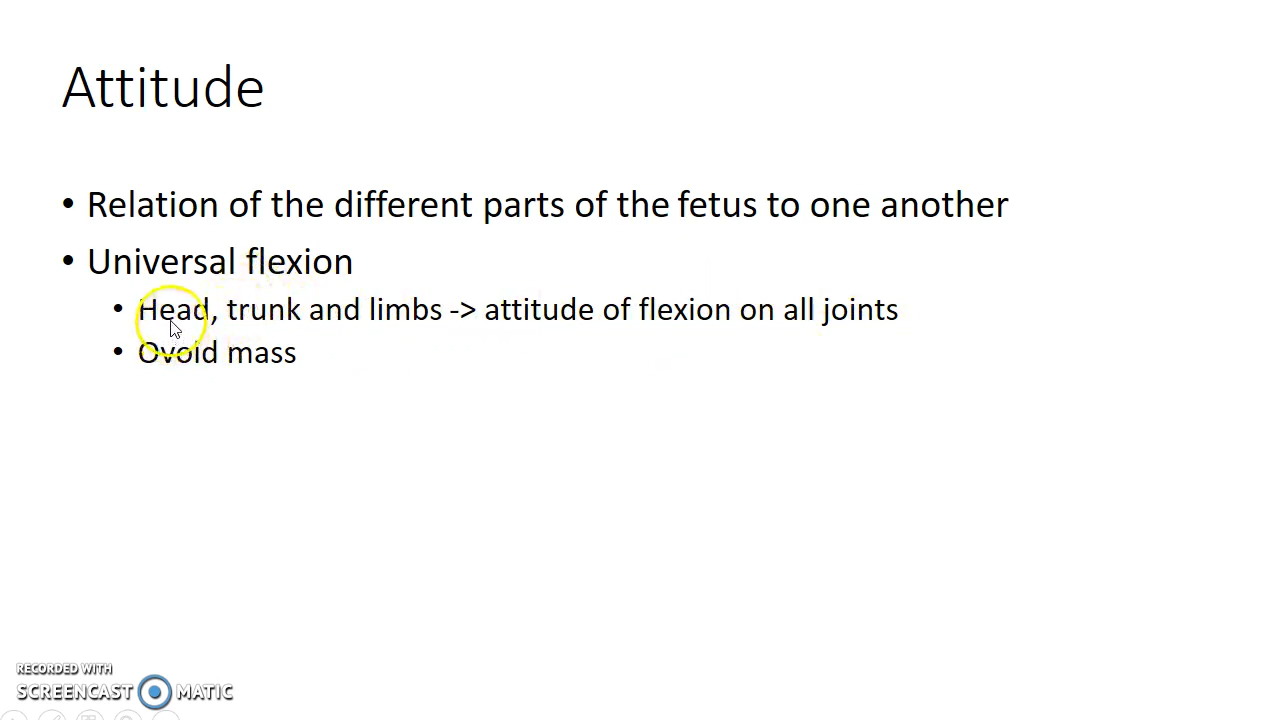 Attitude
• Relation of the different parts of the fetus to one another
• Universal flexion
• Head, trunk and limbs -> attitude of flexion on all joints
• Ovoid mass
RECORDED WITH
SCREENCAST MATIC